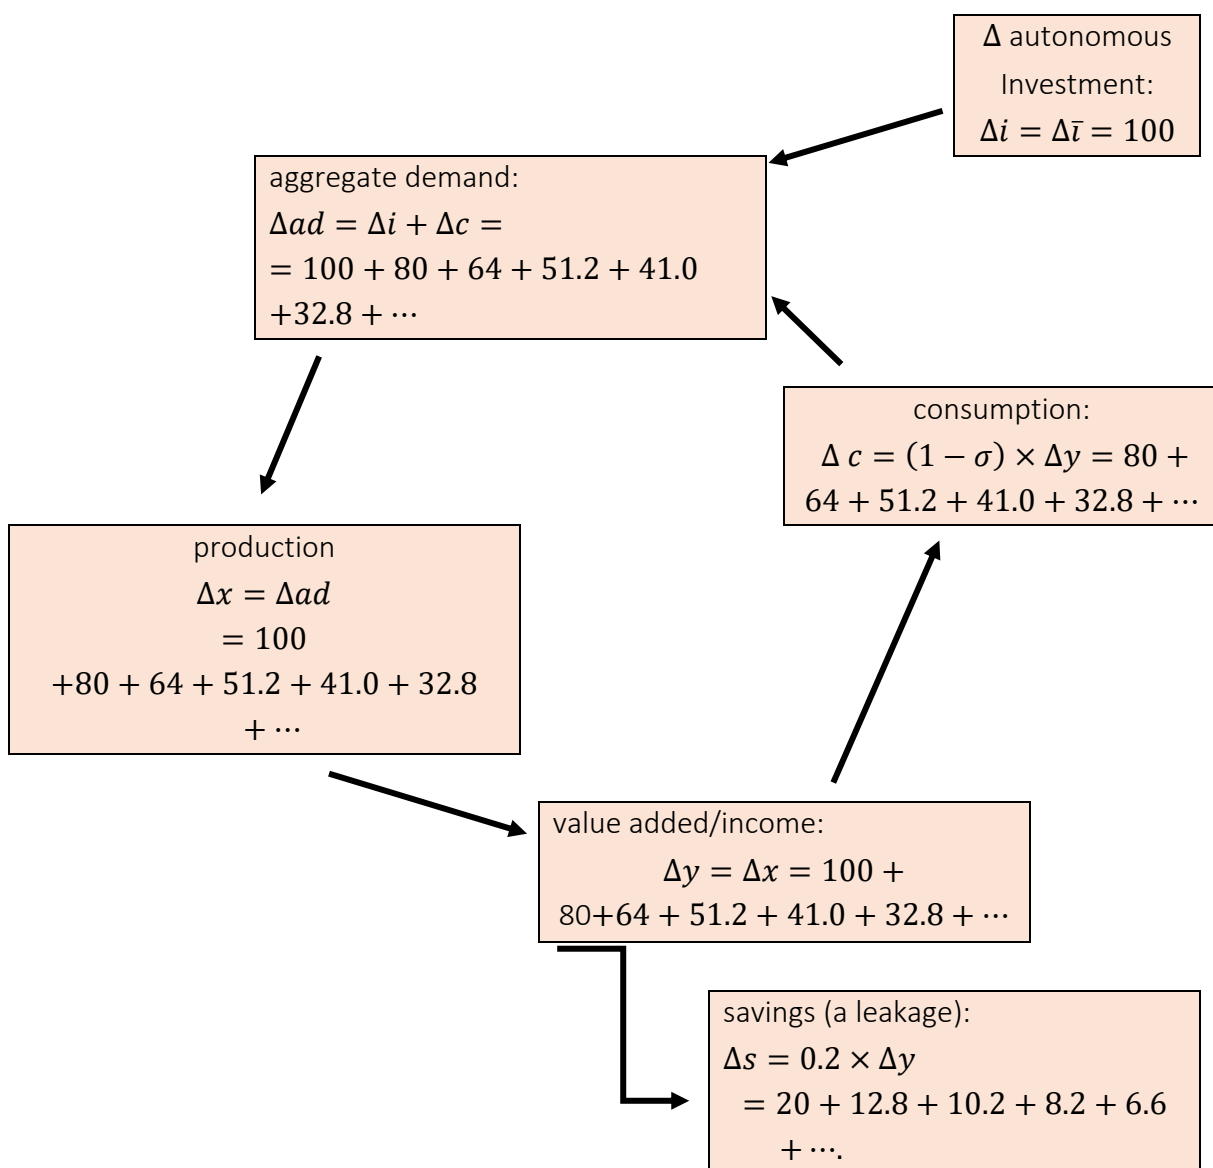 Δ autonomous
Investment:
Δi = Δῑ = 100
aggregate demand:
Δad = Δi + Δc =
= 100 + 80 + 64 + 51.2 + 41.0
+32.8 + ⋯
consumption:
Δ c = (1 − σ) × Δy = 80 +
64 + 51.2 + 41.0 + 32.8 + ⋯
production
Δx = Δad
= 100
+80 + 64 + 51.2 + 41.0 + 32.8
+ ⋯
value added/income:
Δy = Δx = 100 +
80+64 + 51.2 + 41.0 + 32.8 + ⋯
savings (a leakage):
Δs = 0.2 × Δy
= 20 + 12.8 + 10.2 + 8.2 + 6.6
+ ⋯.